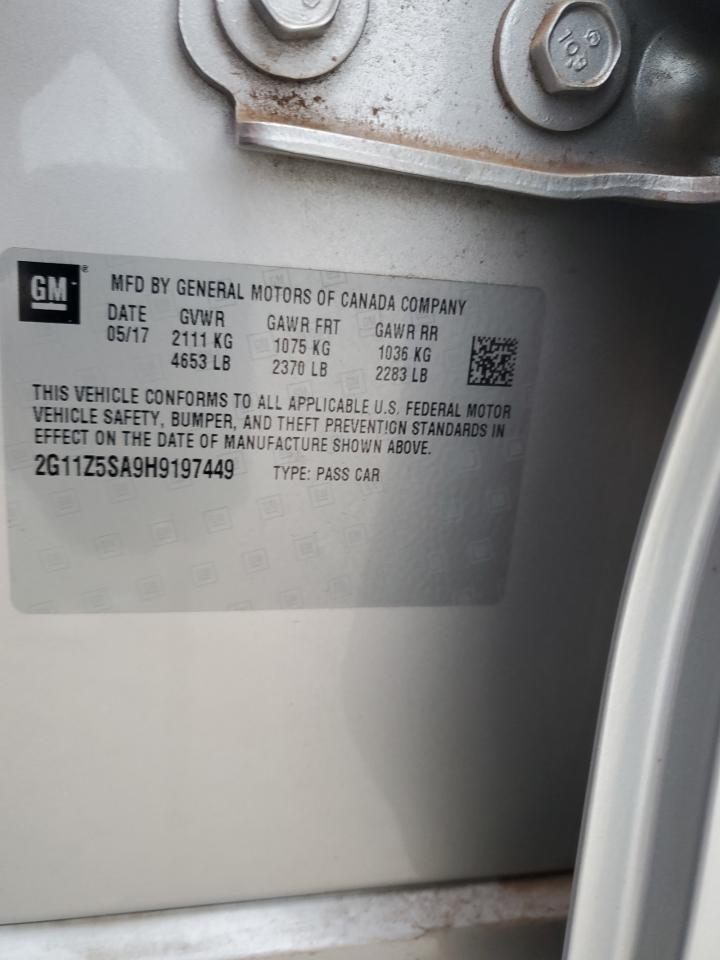 109
GM
MFD BY GENERAL MOTORS OF CANADA COMPANY
DATE GVWR GAWR FRT GAWR RR
05/17 2111 KG 1075 KG 1036 KG
4653 LB 2370 LB 2283 LB
THIS VEHICLE CONFORMS TO ALL APPLICABLE U.S. FEDERAL MOTOR
VEHICLE SAFETY, BUMPER, AND THEFT PREVENTION STANDARDS IN
EFFECT ON THE DATE OF MANUFACTURE SHOWN ABOVE.
2G11Z5SA9H9197449 TYPE: PASS CAR